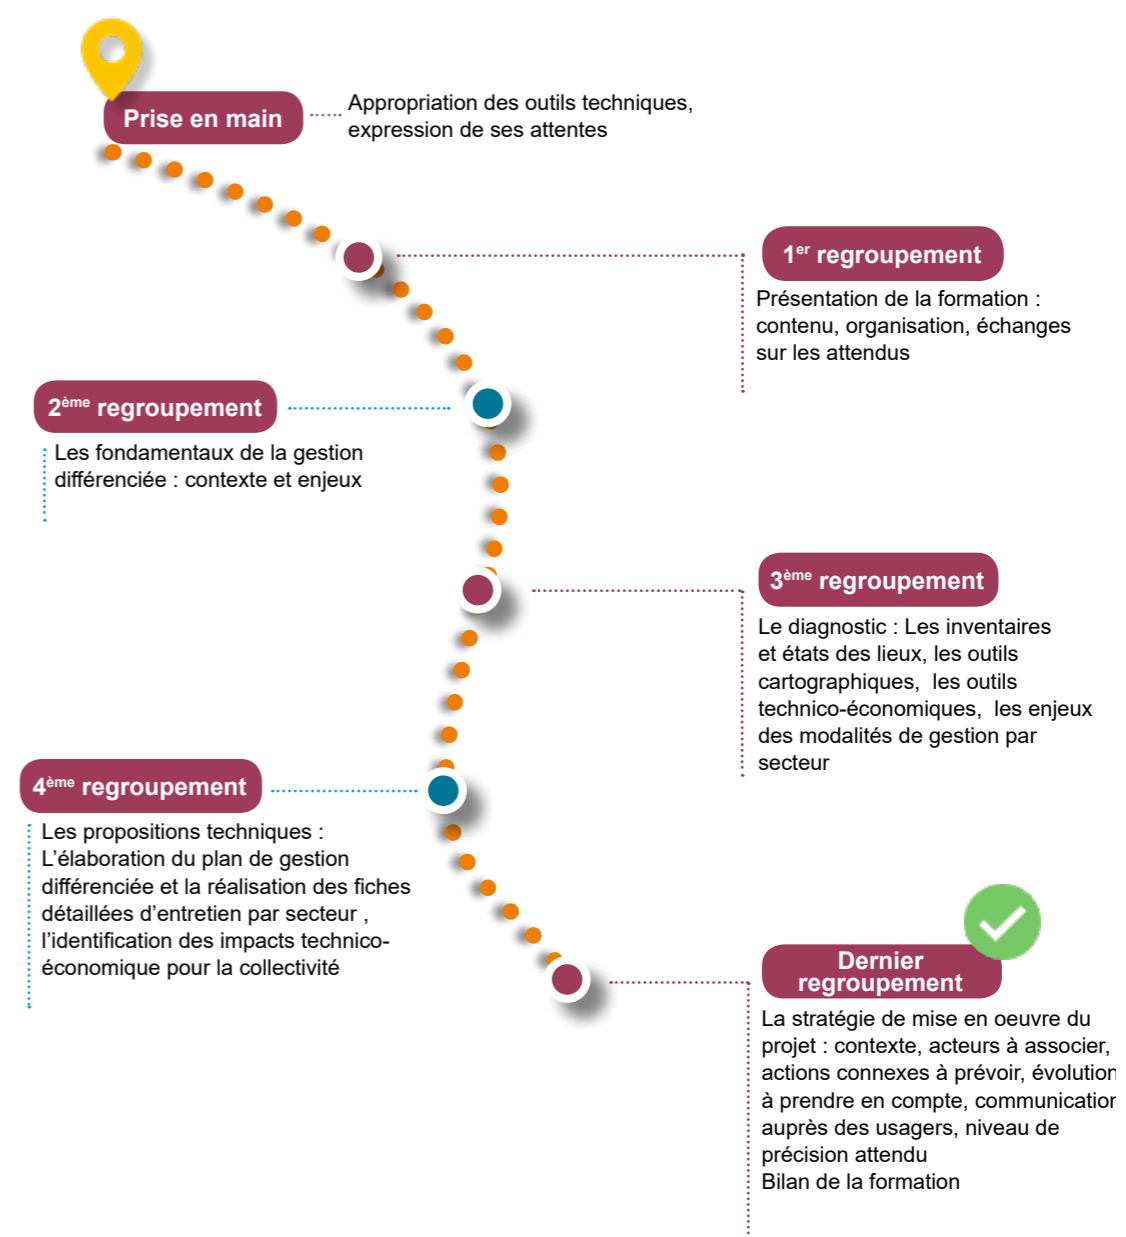 Prise en main
Appropriation des outils techniques,
expression de ses attentes
1er regroupement
Présentation de la formation :
contenu, organisation, échanges
sur les attendus
2ème regroupement
Les fondamentaux de la gestion
différenciée : contexte et enjeux
3ème regroupement
Le diagnostic : Les inventaires
et états des lieux, les outils
cartographiques,  les outils
technico-économiques,  les enjeux
des modalités de gestion par
secteur
4ème regroupement
Les propositions techniques :
L’élaboration du plan de gestion
différenciée et la réalisation des fiches
détaillées d’entretien par secteur ,
l’identification des impacts technico-
économique pour la collectivité
Dernier
regroupement
La stratégie de mise en oeuvre du
projet : contexte, acteurs à associer,
actions connexes à prévoir, évolution
à prendre en compte, communication
auprès des usagers, niveau de
précision attendu
Bilan de la formation